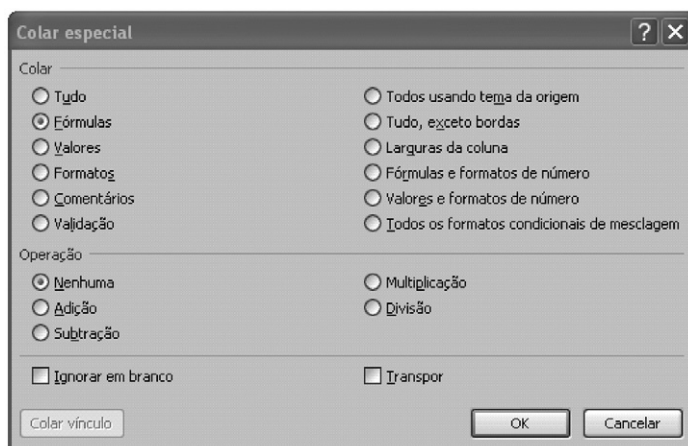 Colar especial
Colar
Tudo
Todos usando tema da origem
Fórmulas
Tudo, exceto bordas
Valores
Larguras da coluna
Formatos
Fórmulas e formatos de número
Comentários
Valores e formatos de número
Validação
Todos os formatos condicionais de mesclagem
Operação
Nenhuma
Multiplicação
Adição
Divisão
Subtração
Ignorar em branco
Transpor
Colar vínculo
OK
Cancelar